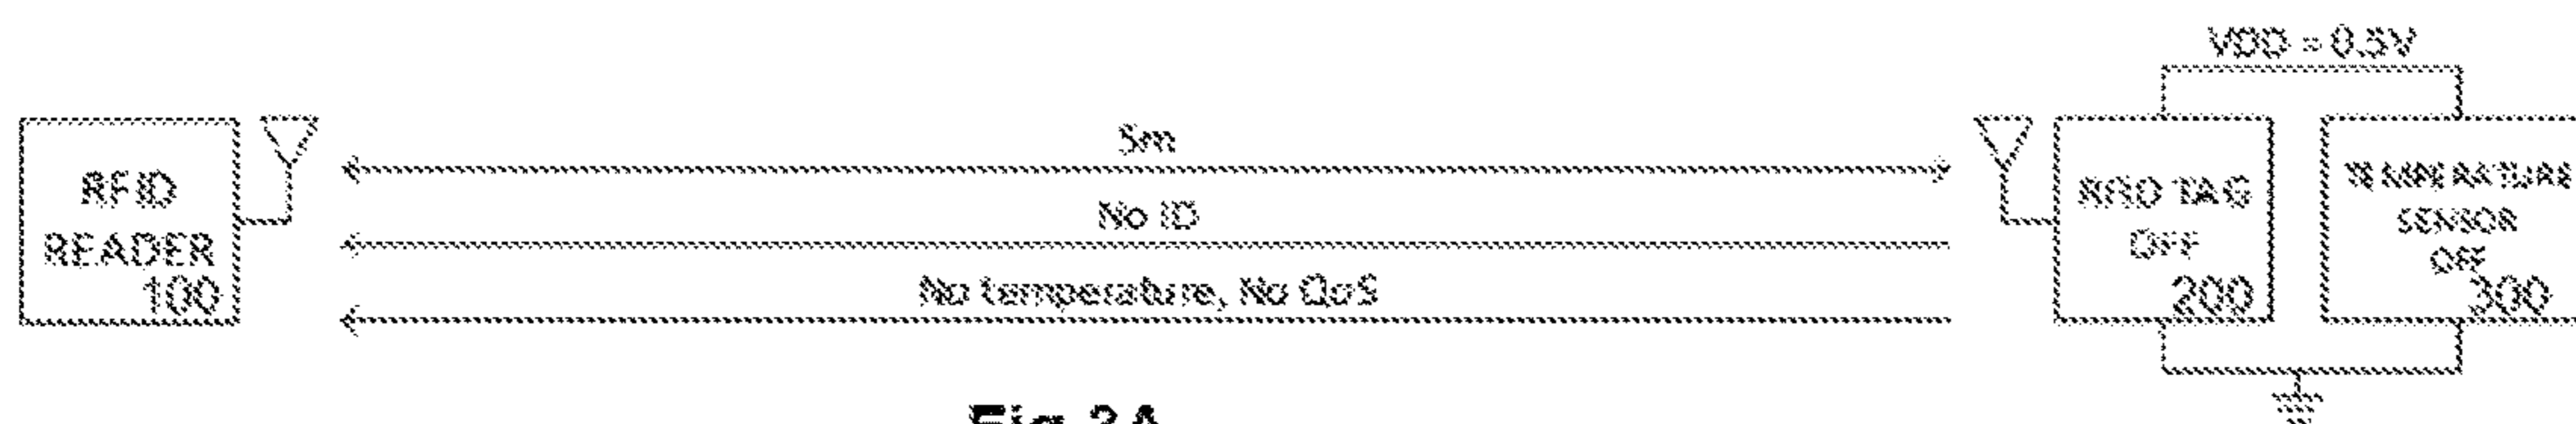 VDD = 0.5V
5m
RFID
READER
100
No ID
No temperature, No QoS
RFID TAG
OFF
200
TEMPERATURE
SENSOR
OFF
300